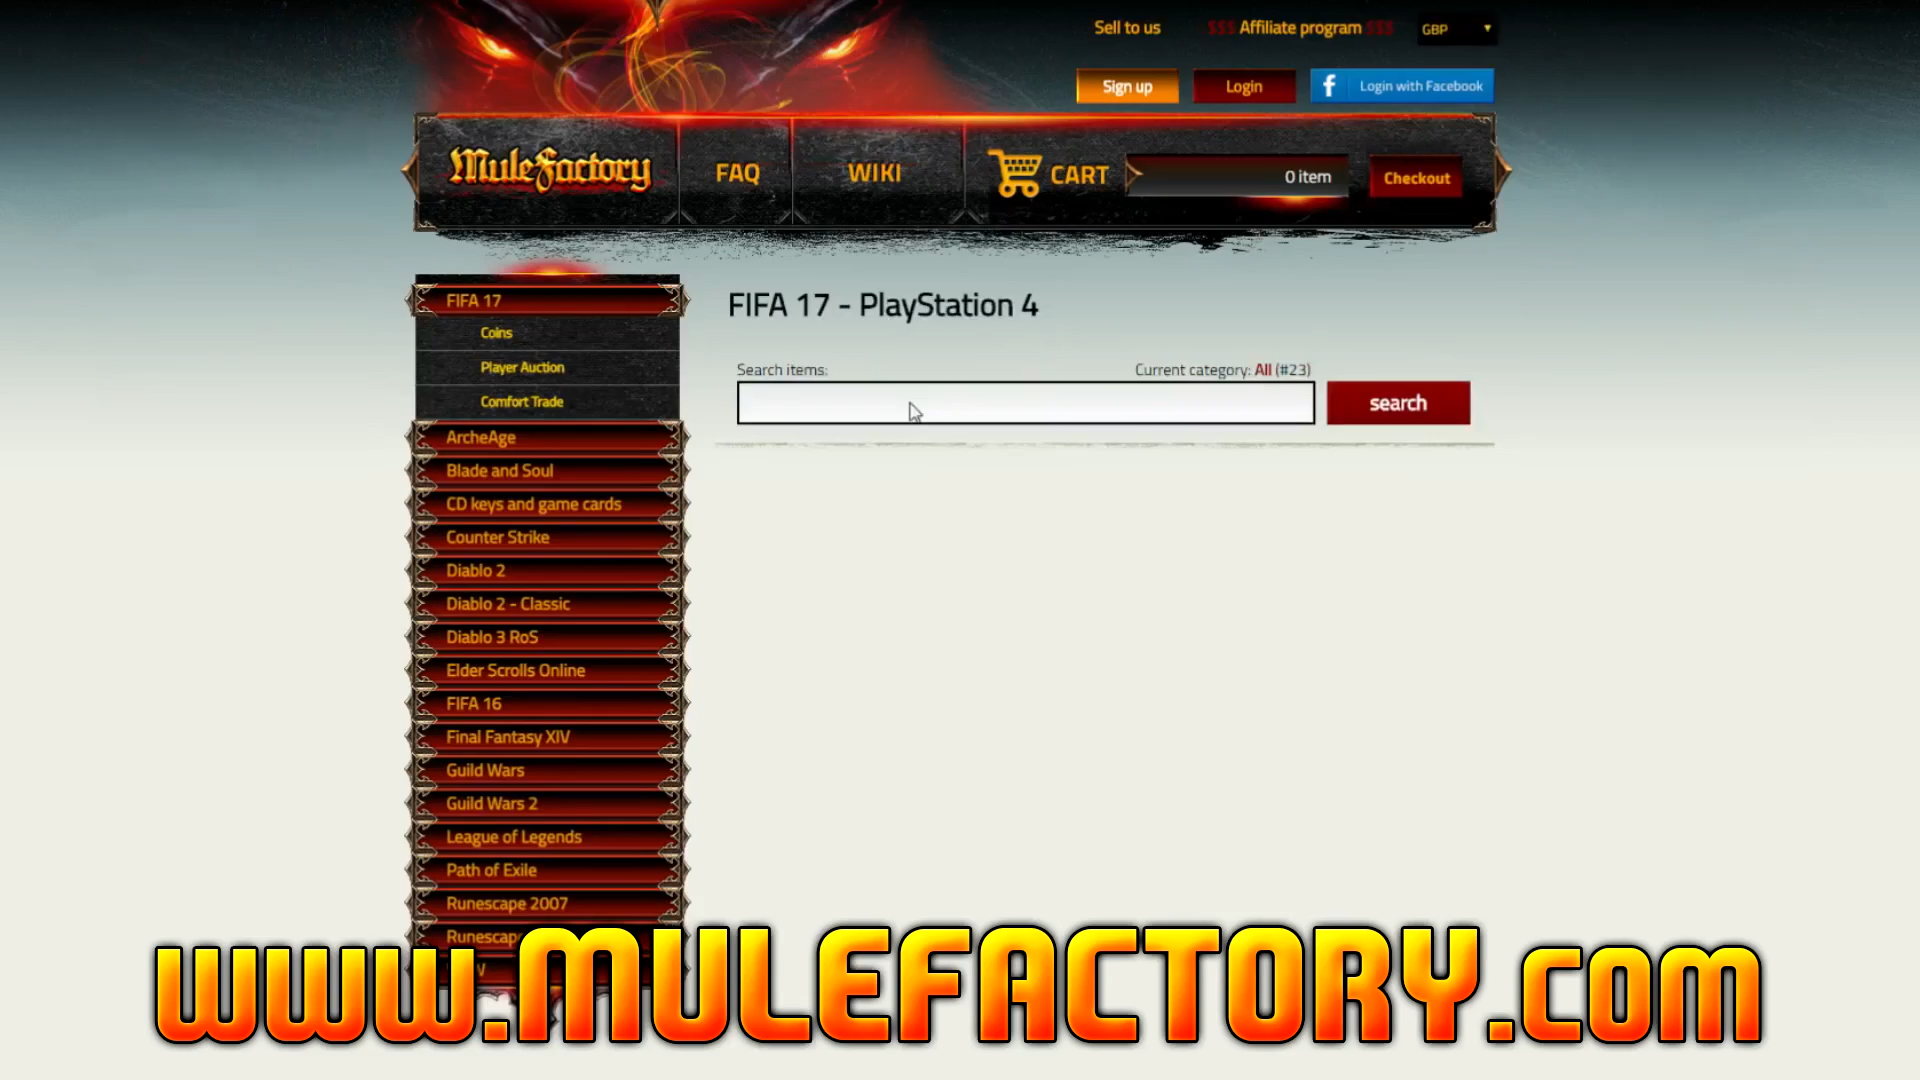 Sell to us
$$$ Affiliate program $$$
GBP
Sign up
Login
f Login with Facebook
MuleFactory
FAQ
WIKI
CART
0 item
Checkout
FIFA 17
Coins
Player Auction
Comfort Trade
ArcheAge
Blade and Soul
CD keys and game cards
Counter Strike
Diablo 2
Diablo 2 - Classic
Diablo 3 RoS
Elder Scrolls Online
FIFA 16
Final Fantasy XIV
Guild Wars
Guild Wars 2
League of Legends
Path of Exile
Runescape 2007
Runescap
FIFA 17 - PlayStation 4
Search items:
Current category: All (#23)
search
www.MULEFACTORY.com